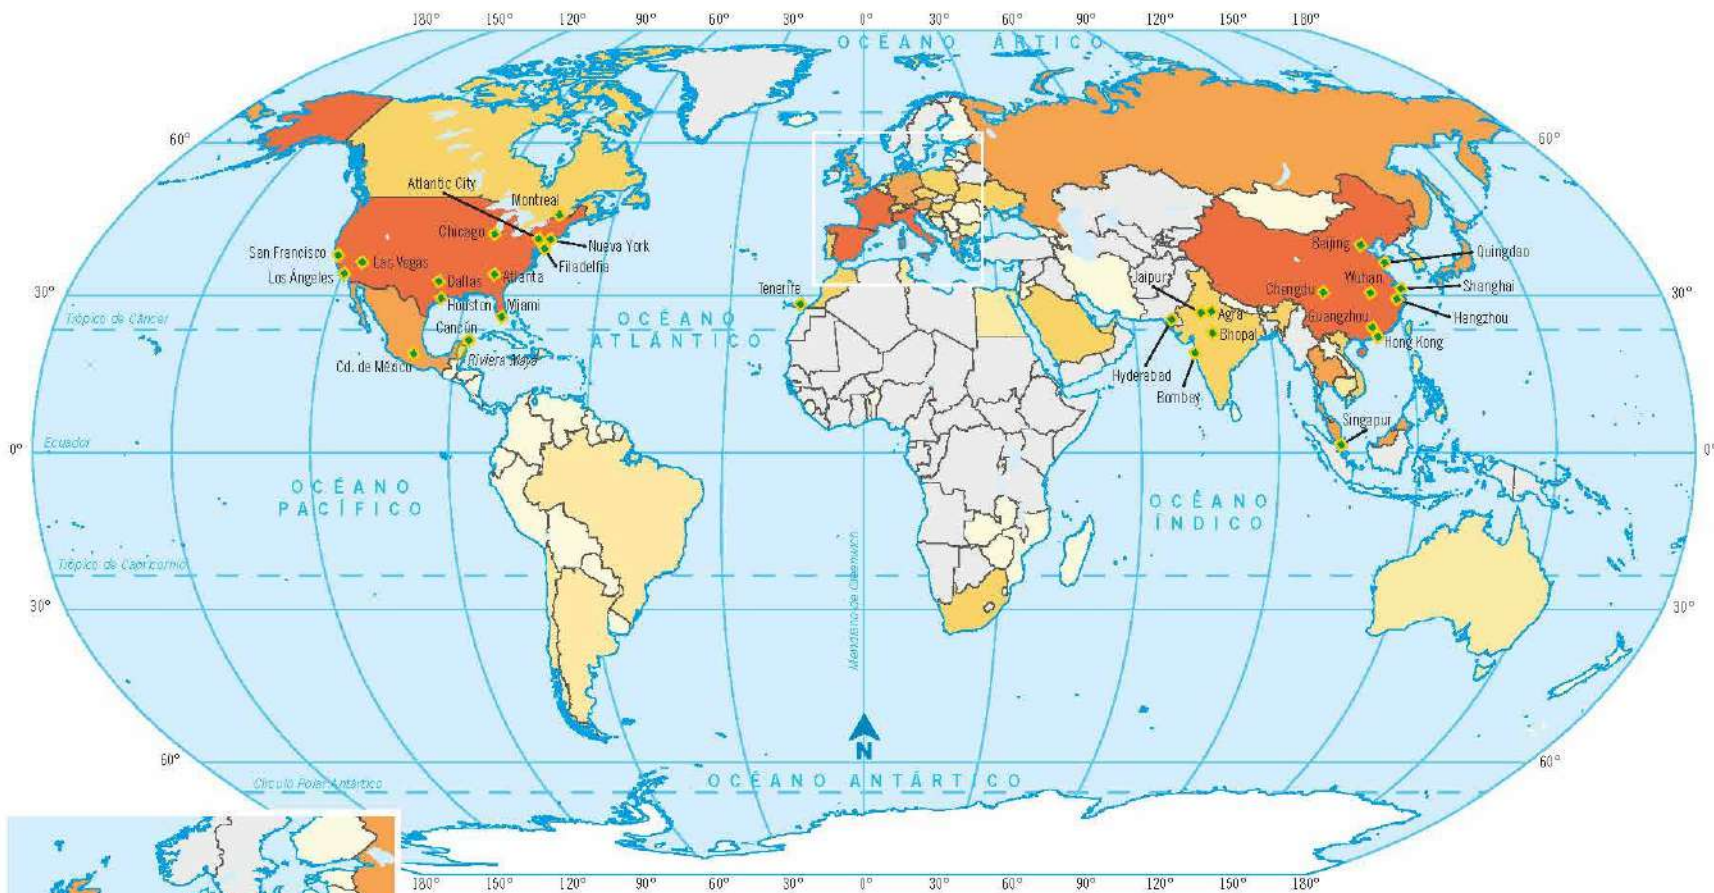 180° 150° 120° 90° 60° 30° 0° 30° 60° 90° 120° 150° 180°
OCÉANO ÁRTICO
60°
60°
Atlantic City
Montreal
Chicago
Nueva York
San Francisco
Las Vegas
Filadelfia
Los Ángeles
Dallas
Atlanta
Houston
Miami
Cancún
Riviera Maya
Cd. de México
30°
Trópico de Cáncer
OCÉANO
ATLÁNTICO
Tenerife
Beijing
Quingdao
Jaipur
Wuhan
Chengdu
Shanghai
30°
Agra
Guangzhou
Hangzhou
Bhopal
Hong Kong
Hyderabad
Bombay
Singapur
0°
Ecuador
0°
OCÉANO
PACÍFICO
OCÉANO
ÍNDICO
Trópico de Capricornio
Meridiano de Greenwich
30°
30°
N
60°
60°
Círculo Polar Antártico
OCÉANO ANTÁRTICO
180° 150° 120° 90° 60° 30° 0° 30° 60° 90° 120° 150° 180°